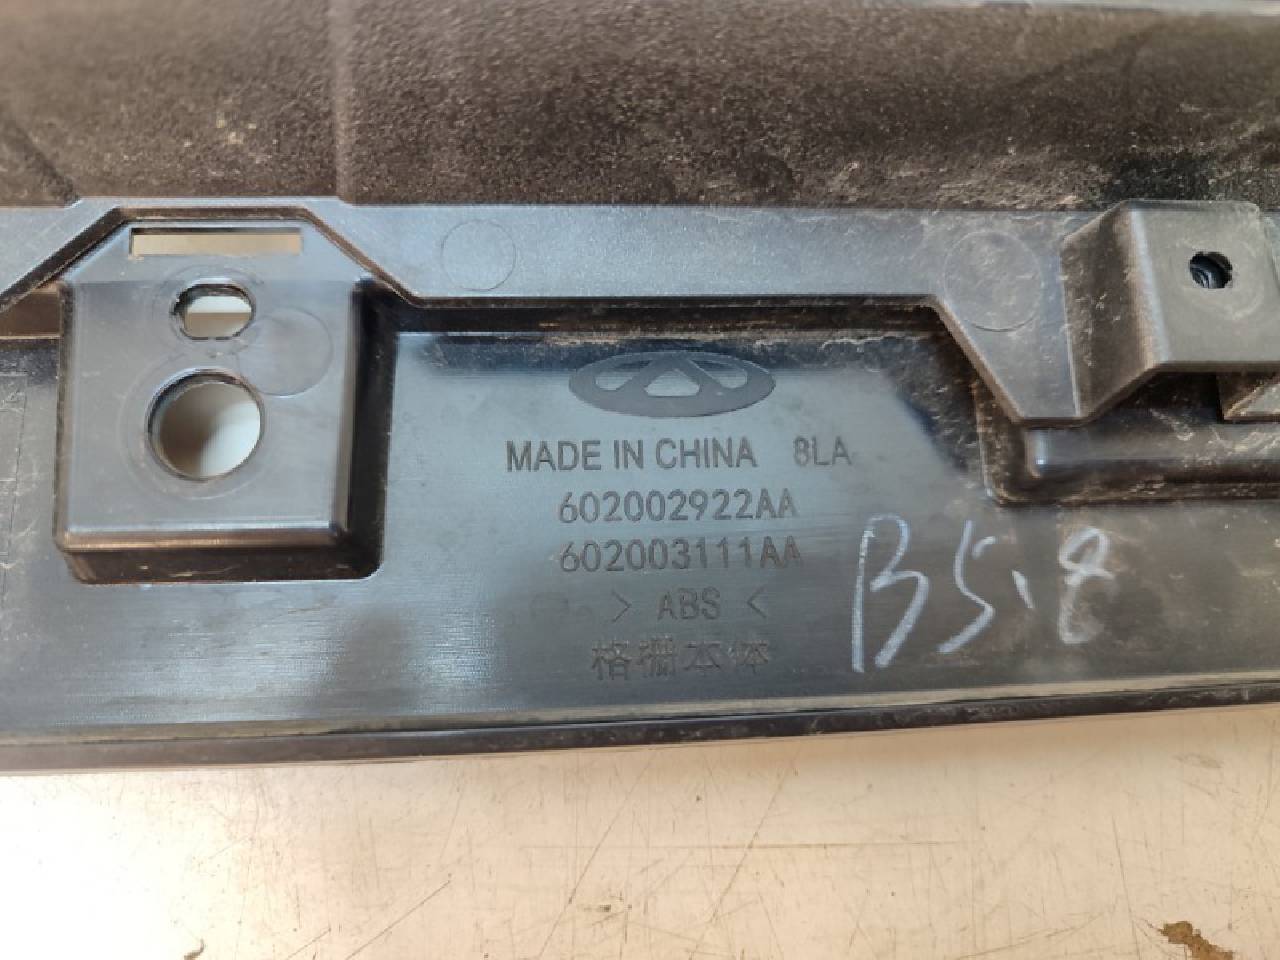 MADE IN CHINA 8LA
602002922AA
602003111AA
> ABS <
格栅本体
B5.8